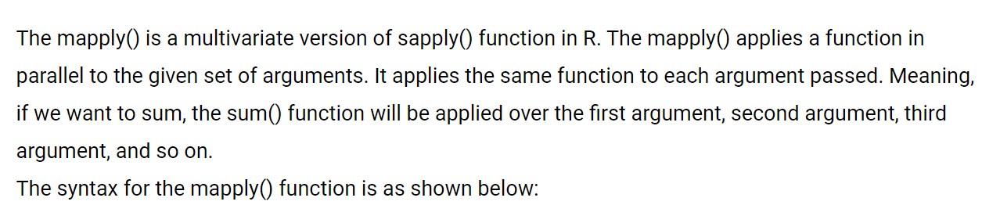 The mapply() is a multivariate version of sapply() function in R. The mapply() applies a function in
parallel to the given set of arguments. It applies the same function to each argument passed. Meaning,
if we want to sum, the sum() function will be applied over the first argument, second argument, third
argument, and so on.
The syntax for the mapply() function is as shown below: